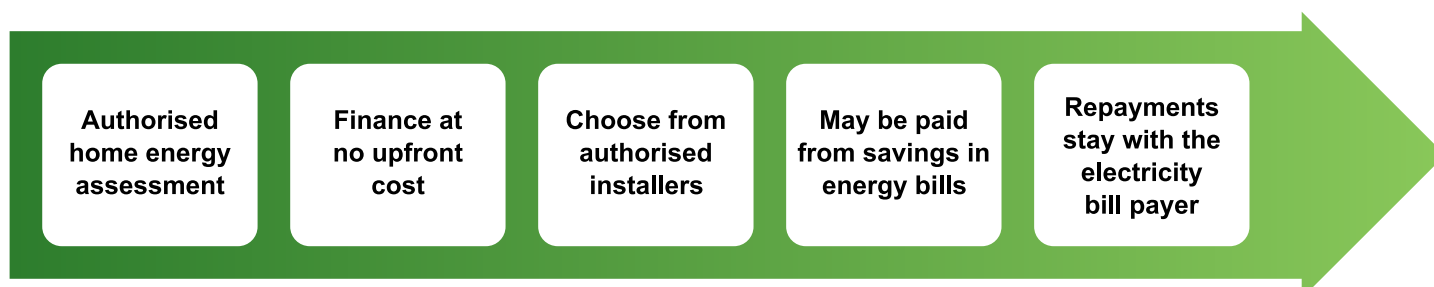 Authorised
home energy
assessment
Finance at
no upfront
cost
Choose from
authorised
installers
May be paid
from savings in
energy bills
Repayments
stay with the
electricity
bill payer